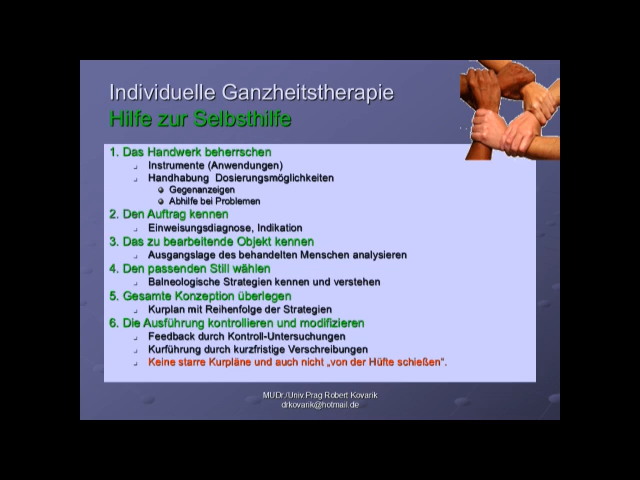 Individuelle Ganzheitstherapie
Hilfe zur Selbsthilfe
1. Das Handwerk beherrschen
Instrumente (Anwendungen)
Handhabung Dosierungsmöglichkeiten
Gegenanzeigen
Abhilfe bei Problemen
2. Den Auftrag kennen
Einweisungsdiagnose, Indikation
3. Das zu bearbeitende Objekt kennen
Ausgangslage des behandelten Menschen analysieren
4. Den passenden Still wählen
Balneologische Strategien kennen und verstehen
5. Gesamte Konzeption überlegen
Kurplan mit Reihenfolge der Strategien
6. Die Ausführung kontrollieren und modifizieren
Feedback durch Kontroll-Untersuchungen
Kurführung durch kurzfristige Verschreibungen
Keine starre Kurpläne und auch nicht „von der Hüfte schießen“.
MUDr./Univ.Prag Robert Kovarik
drkovarik@hotmail.de